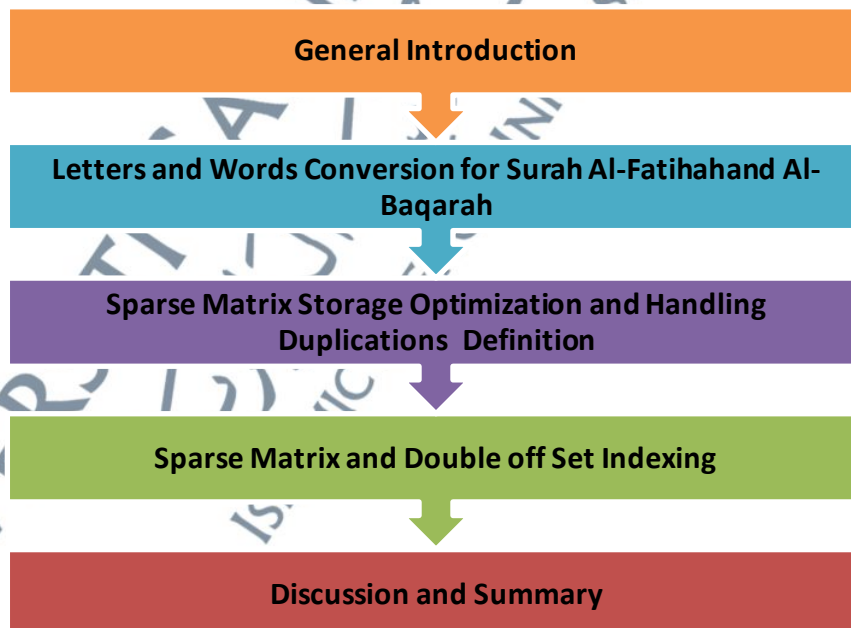 General Introduction
Letters and Words Conversion for Surah Al-Fatihahand Al-
Baqarah
Sparse Matrix Storage Optimization and Handling
Duplications Definition
Sparse Matrix and Double off Set Indexing
Discussion and Summary